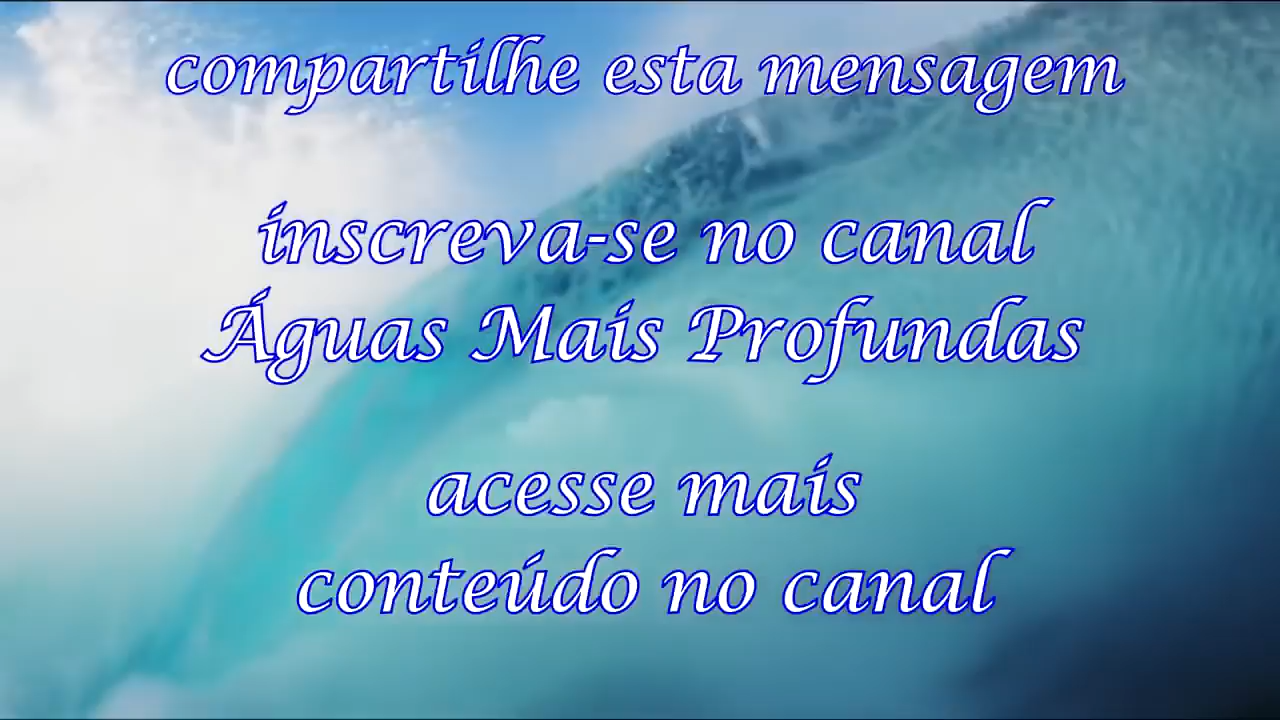 compartilhe esta mensagem
inscreva-se no canal
Águas Mais Profundas
acesse mais
conteúdo no canal